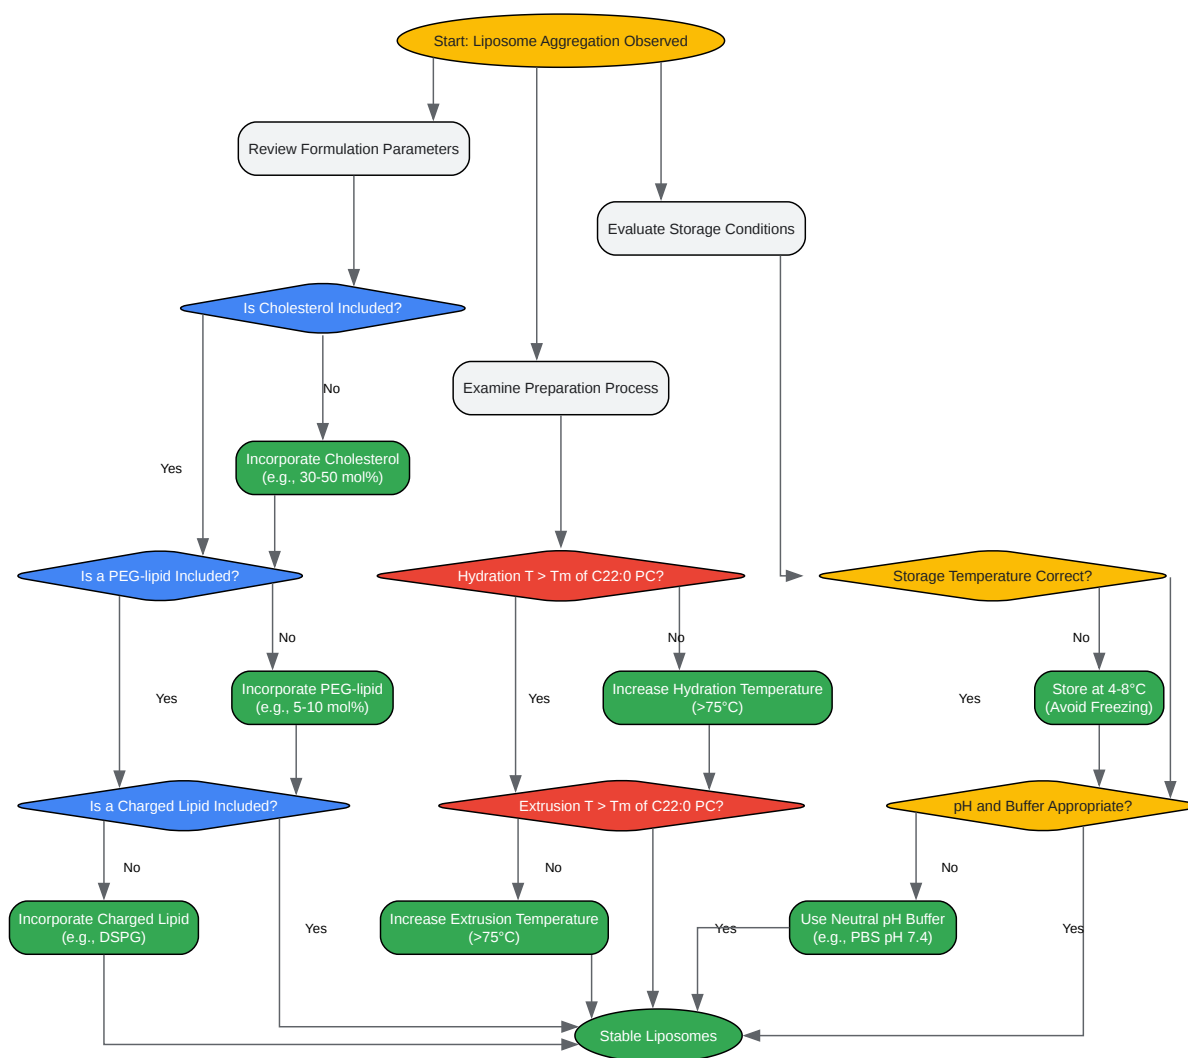 Start: Liposome Aggregation Observed
Review Formulation Parameters
Evaluate Storage Conditions
Is Cholesterol Included?
No
Examine Preparation Process
Yes
Incorporate Cholesterol
(e.g., 30-50 mol%)
Is a PEG-lipid Included?
Hydration T > Tm of C22:0 PC?
Storage Temperature Correct?
No
No
No
Yes
Incorporate PEG-lipid
(e.g., 5-10 mol%)
Yes
Increase Hydration Temperature
(>75°C)
Yes
Store at 4-8°C
(Avoid Freezing)
Is a Charged Lipid Included?
Extrusion T > Tm of C22:0 PC?
pH and Buffer Appropriate?
No
No
No
Incorporate Charged Lipid
(e.g., DSPG)
Yes
Increase Extrusion Temperature
(>75°C)
Yes
Use Neutral pH Buffer
(e.g., PBS pH 7.4)
Yes
Stable Liposomes